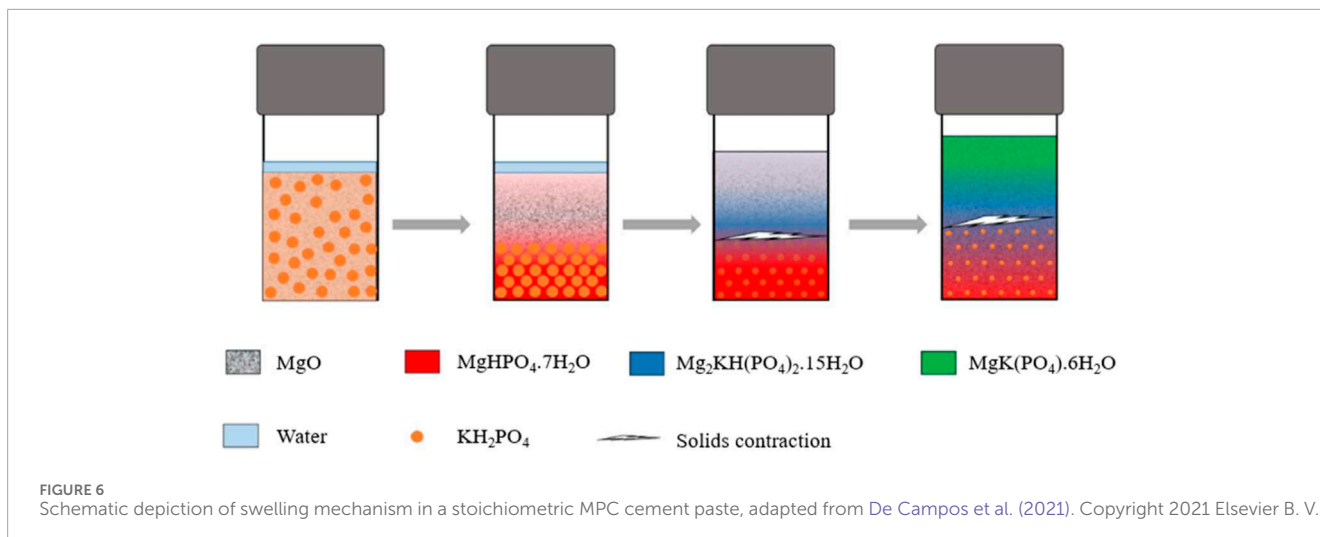 MgO
MgHPO₄.7H₂O
Mg₂KH(PO₄)₂.15H₂O
MgK(PO₄).6H₂O
Water
KH₂PO₄
Solids contraction
FIGURE 6
Schematic depiction of swelling mechanism in a stoichiometric MPC cement paste, adapted from De Campos et al. (2021). Copyright 2021 Elsevier B. V.